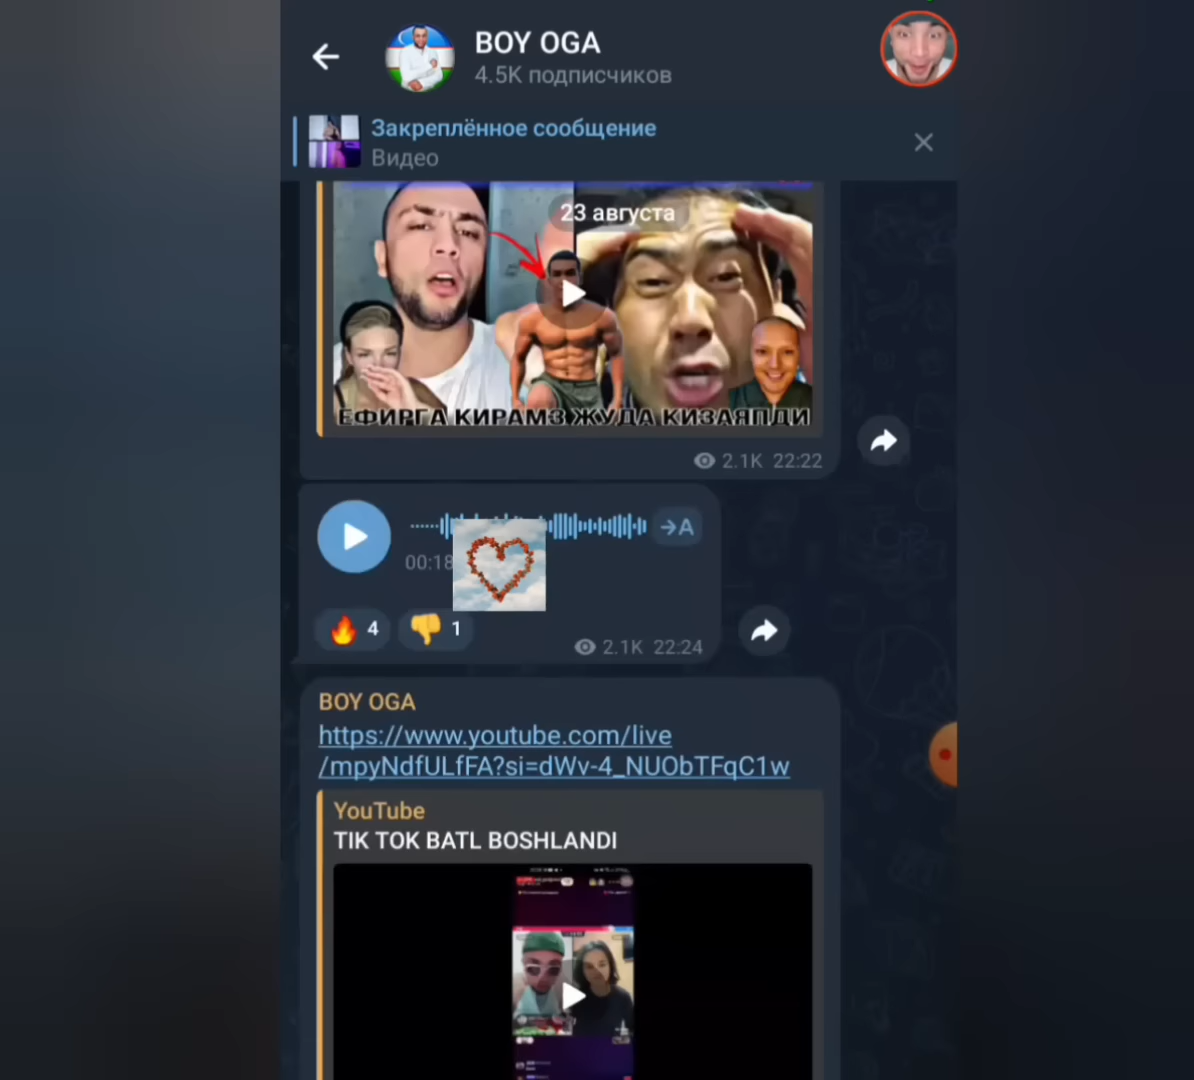 BOY OGA
4.5K подписчиков
Закреплённое сообщение
Видео
23 августа
ЕФИРГА КИРАМЗ ЖУДА КИЗАЯПДИ
2.1K 22:22
→A
00:18
4
1
2.1K 22:24
BOY OGA
https://www.youtube.com/live
/mpyNdfULfFA?si=dWv-4_NUObTFqC1w
YouTube
TIK TOK BATL BOSHLANDI